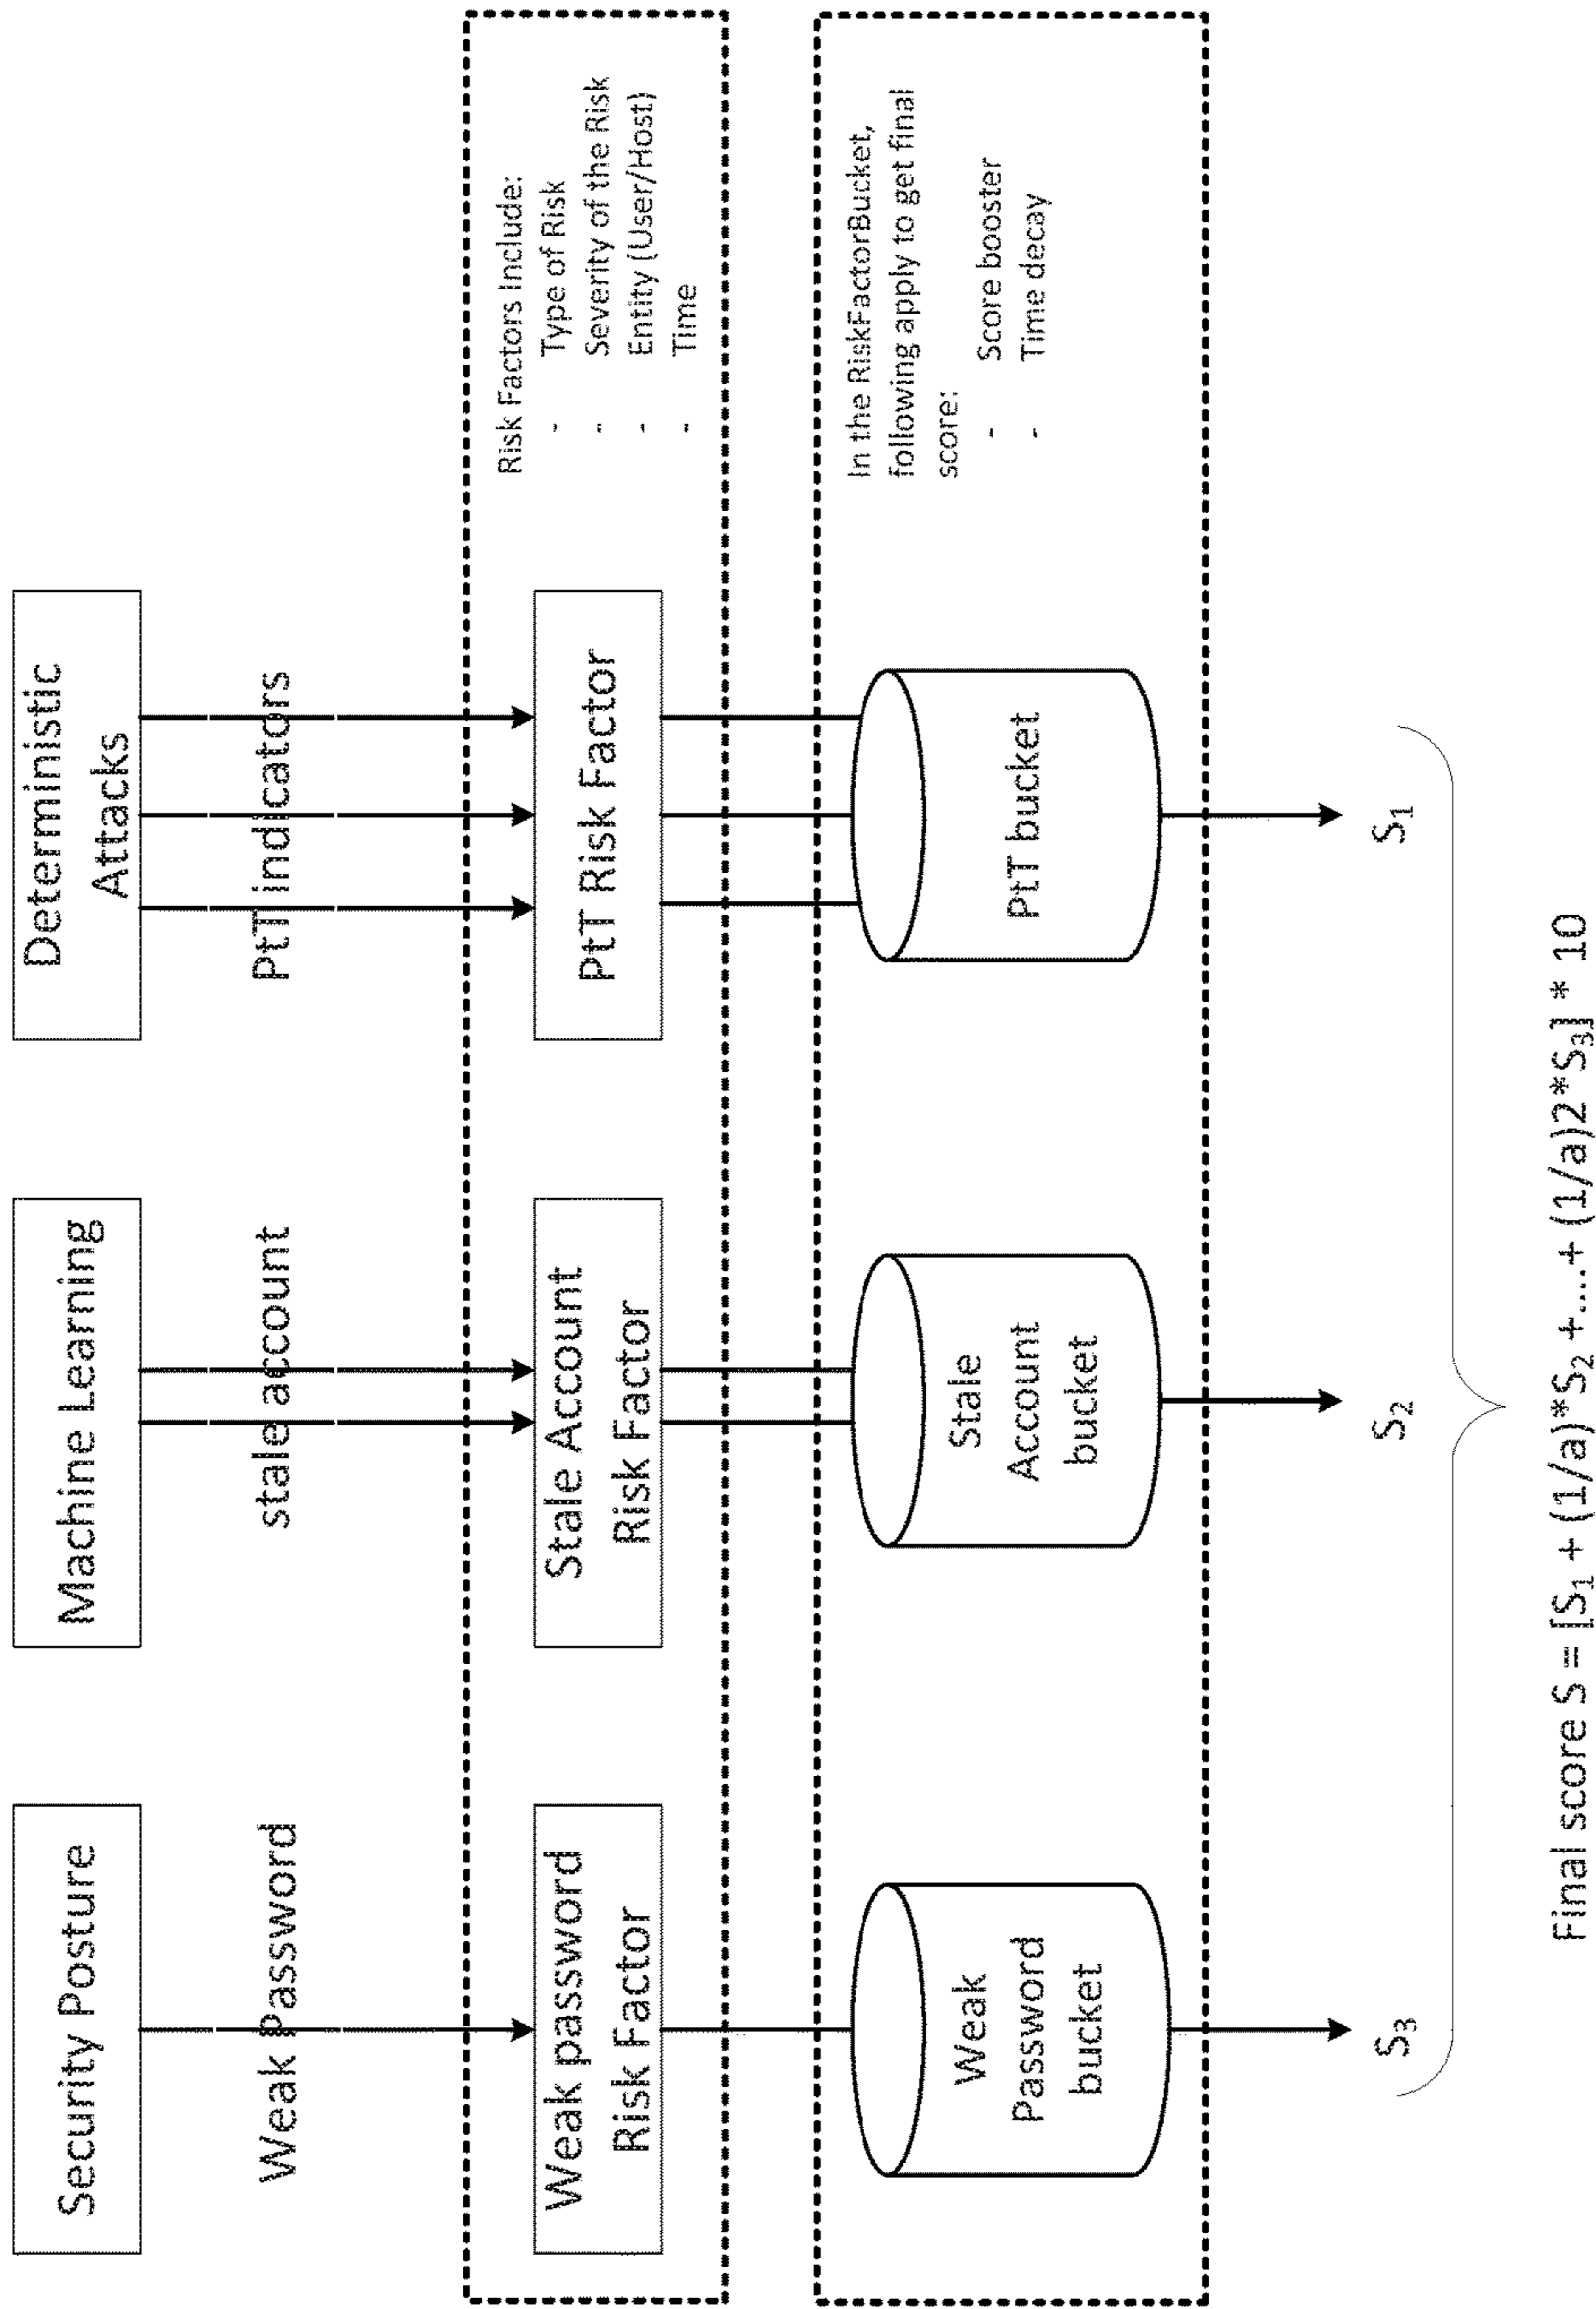 Security Posture
Machine Learning
Deterministic
Attacks
Weak Password
stale account
PtT indicators
Weak password
Risk Factor
Stale Account
Risk Factor
PtT Risk Factor
Risk Factors Include:
- Type of Risk
- Severity of the Risk
- Entity (User/Host)
- Time
Weak
Password
bucket
Stale
Account
bucket
PtT bucket
In the RiskFactorBucket,
following apply to get final
score:
- Score booster
- Time decay
S₃
S₂
S₁
Final score S = [S₁ + (1/a)*S₂ +....+ (1/a)2*S₃] * 10